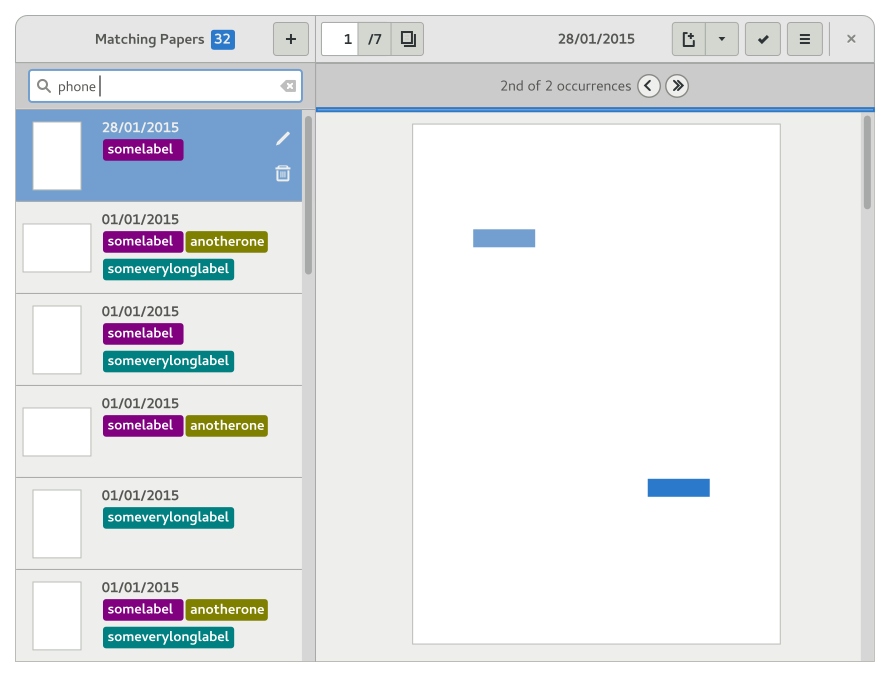 Matching Papers 32
1 /7
28/01/2015
phone
2nd of 2 occurrences
28/01/2015
somelabel
01/01/2015
somelabel anotherone
someverylonglabel
01/01/2015
somelabel
someverylonglabel
01/01/2015
somelabel anotherone
01/01/2015
someverylonglabel
01/01/2015
somelabel anotherone
someverylonglabel